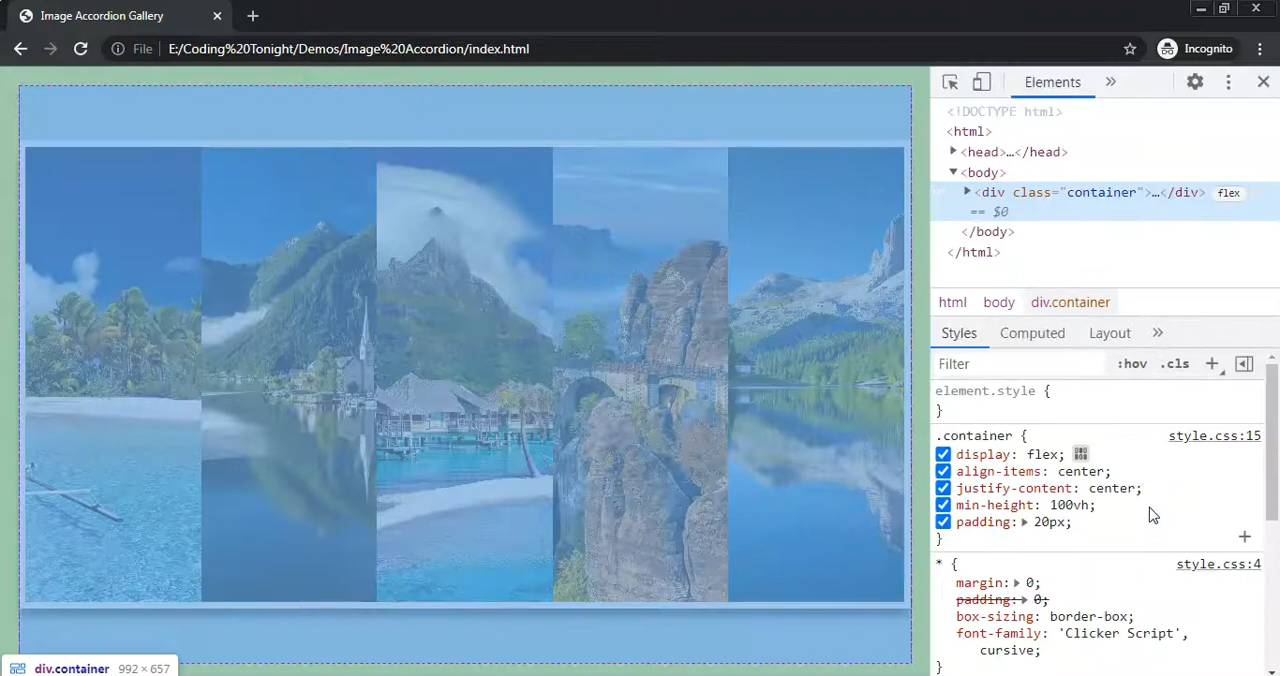 Image Accordion Gallery
File E:/Coding%20Tonight/Demos/Image%20Accordion/index.html Incognito
Elements
<!DOCTYPE html>
<html>
<head>…</head>
<body>
<div class="container">…</div> flex
== $0
</body>
</html>
html body div.container
Styles Computed Layout
Filter :hov .cls
element.style {
}
.container { style.css:15
display: flex;
align-items: center;
justify-content: center;
min-height: 100vh;
padding: 20px;
}
* { style.css:4
margin: 0;
padding: 0;
box-sizing: border-box;
font-family: 'Clicker Script',
cursive;
}
div.container 992 × 657